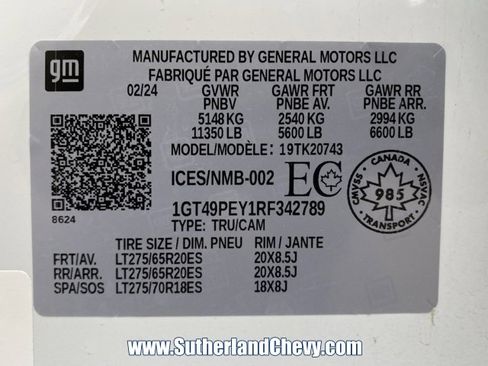 gm
MANUFACTURED BY GENERAL MOTORS LLC
FABRIQUÉ PAR GENERAL MOTORS LLC
02/24 GVWR GAWR FRT GAWR RR
PNBV PNBE AV. PNBE ARR.
5148 KG 2540 KG 2994 KG
11350 LB 5600 LB 6600 LB
MODEL/MODÈLE: 19TK20743
ICES/NMB-002 EC
CMVSS NSVAC 985 TRANSPORT
8624
1GT49PEY1RF342789
TYPE: TRU/CAM
TIRE SIZE / DIM. PNEU RIM / JANTE
FRT/AV. LT275/65R20ES 20X8.5J
RR/ARR. LT275/65R20ES 20X8.5J
SPA/SOS LT275/70R18ES 18X8J
www.SutherlandChevy.com